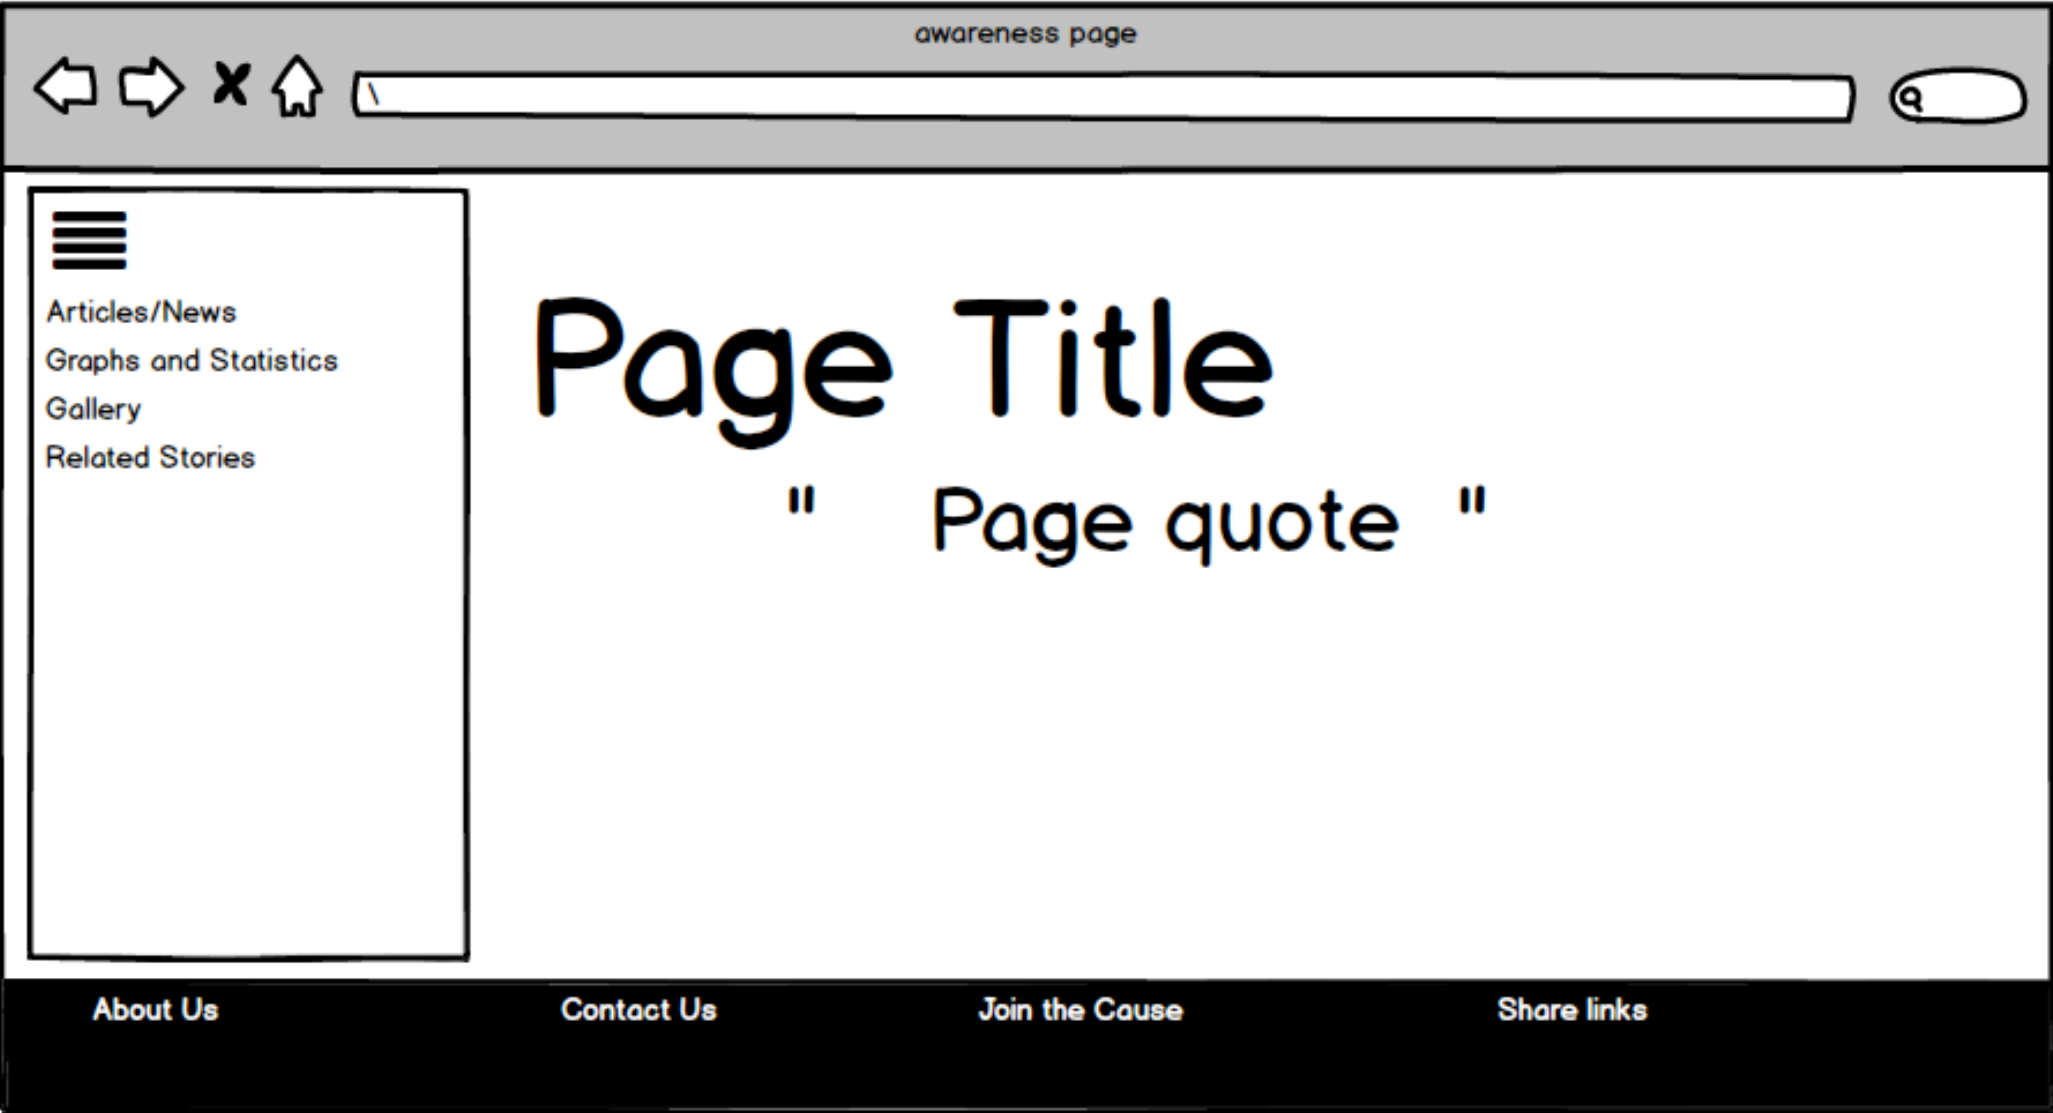 awareness page
\
Articles/News
Graphs and Statistics
Gallery
Related Stories
Page Title
" Page quote "
About Us Contact Us Join the Cause Share links